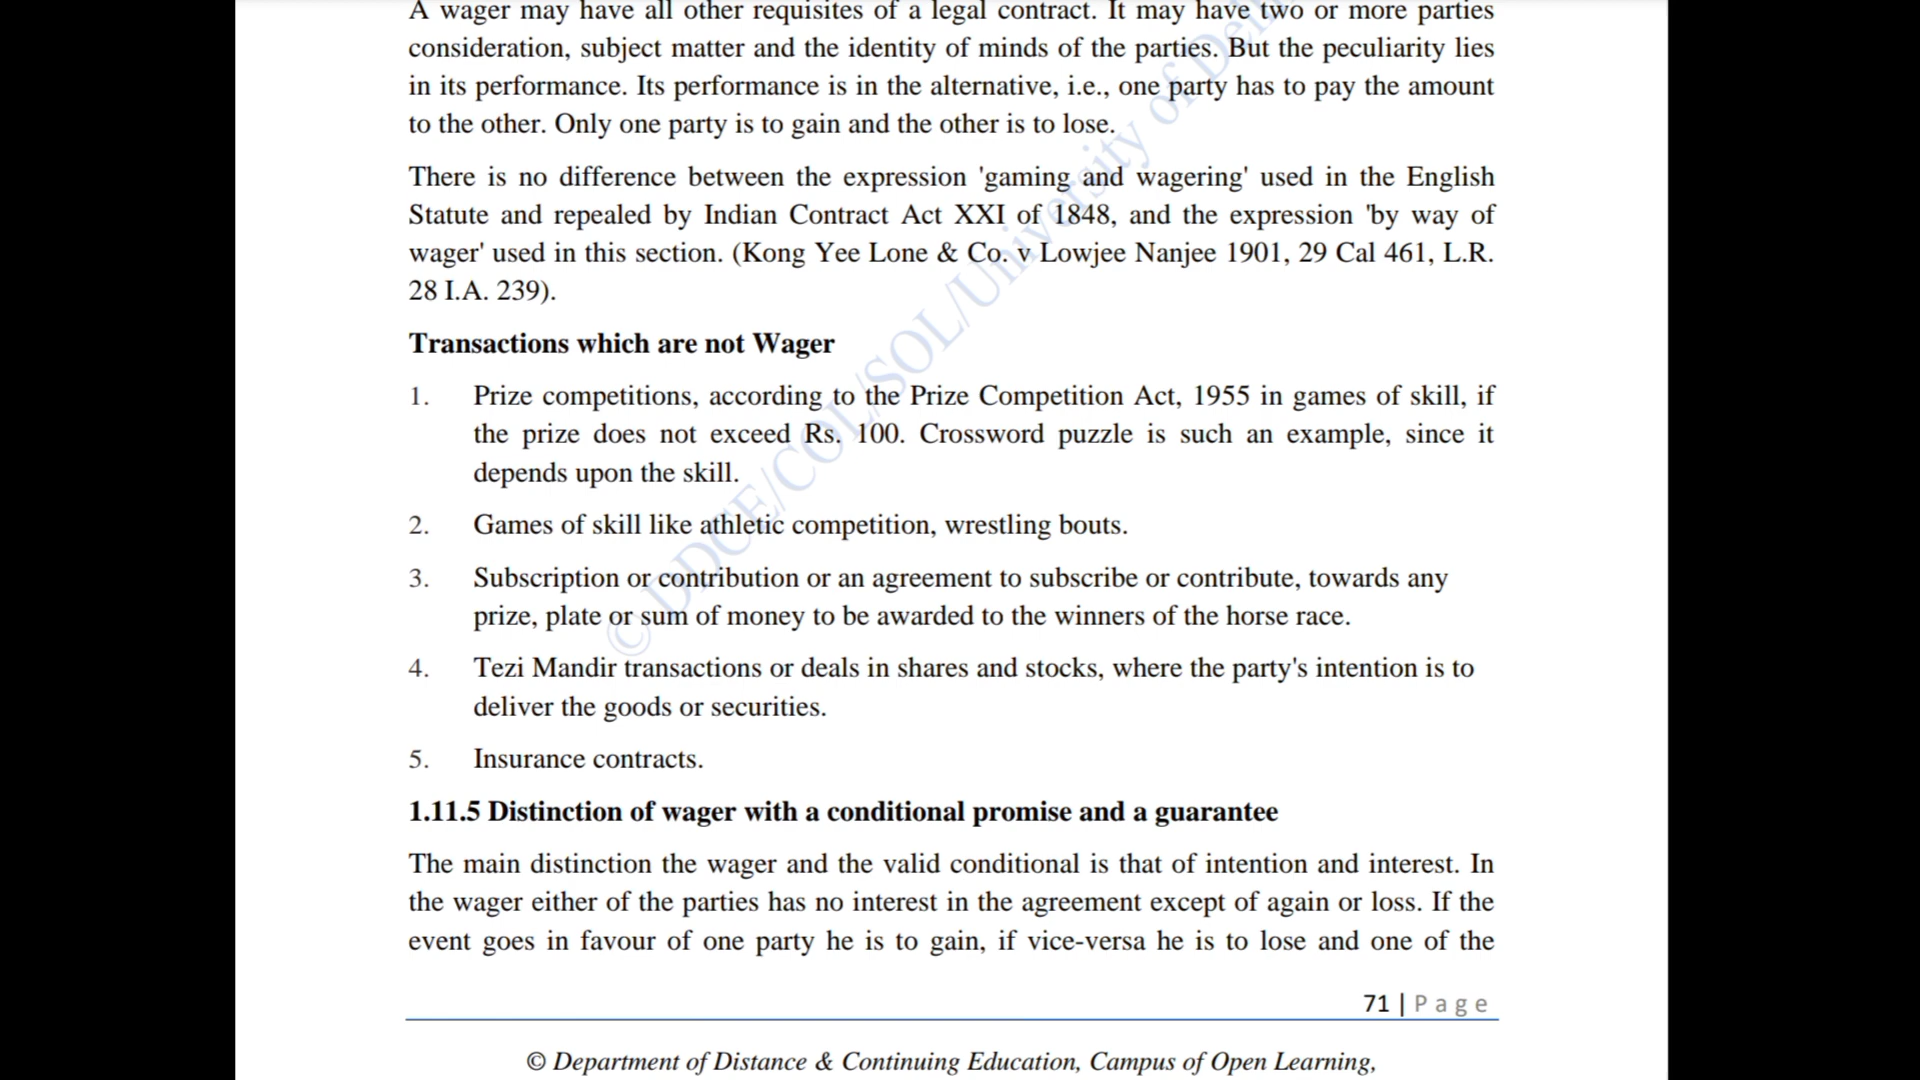 A wager may have all other requisites of a legal contract. It may have two or more parties
consideration, subject matter and the identity of minds of the parties. But the peculiarity lies
in its performance. Its performance is in the alternative, i.e., one party has to pay the amount
to the other. Only one party is to gain and the other is to lose.
There is no difference between the expression 'gaming and wagering' used in the English
Statute and repealed by Indian Contract Act XXI of 1848, and the expression 'by way of
wager' used in this section. (Kong Yee Lone & Co. v Lowjee Nanjee 1901, 29 Cal 461, L.R.
28 I.A. 239).
Transactions which are not Wager
1. Prize competitions, according to the Prize Competition Act, 1955 in games of skill, if
the prize does not exceed Rs. 100. Crossword puzzle is such an example, since it
depends upon the skill.
2. Games of skill like athletic competition, wrestling bouts.
3. Subscription or contribution or an agreement to subscribe or contribute, towards any
prize, plate or sum of money to be awarded to the winners of the horse race.
4. Tezi Mandir transactions or deals in shares and stocks, where the party's intention is to
deliver the goods or securities.
5. Insurance contracts.
1.11.5 Distinction of wager with a conditional promise and a guarantee
The main distinction the wager and the valid conditional is that of intention and interest. In
the wager either of the parties has no interest in the agreement except of again or loss. If the
event goes in favour of one party he is to gain, if vice-versa he is to lose and one of the
71 | Page
© Department of Distance & Continuing Education, Campus of Open Learning,
© DDCE/COL/SOL/University of Delhi